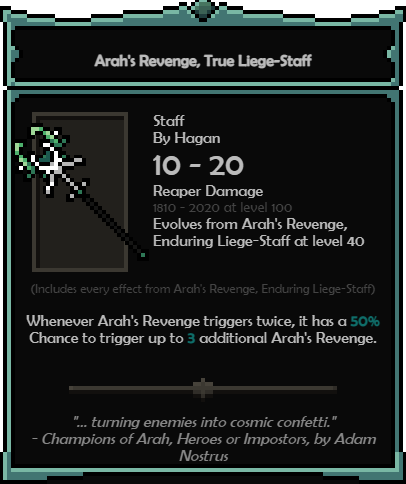 Arah's Revenge, True Liege-Staff
Staff
By Hagan
10 - 20
Reaper Damage
1810 - 2020 at level 100
Evolves from Arah's Revenge,
Enduring Liege-Staff at level 40
(Includes every effect from Arah's Revenge, Enduring Liege-Staff)
Whenever Arah's Revenge triggers twice, it has a 50%
Chance to trigger up to 3 additional Arah's Revenge.
"... turning enemies into cosmic confetti."
- Champions of Arah, Heroes or Impostors, by Adam
Nostrus